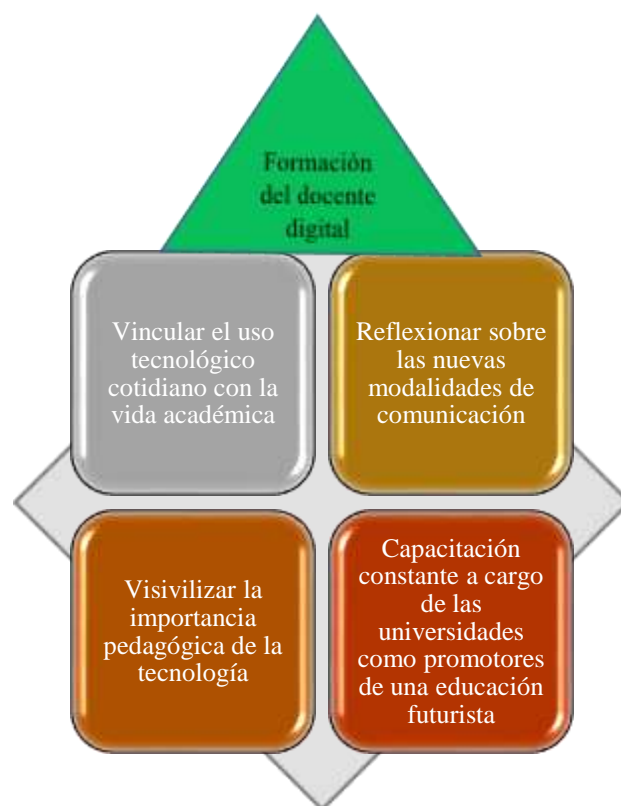 Formación
del docente
digital
Vincular el uso
tecnológico
cotidiano con la
vida académica
Reflexionar sobre
las nuevas
modalidades de
comunicación
Visivilizar la
importancia
pedagógica de la
tecnología
Capacitación
constante a cargo
de las
universidades
como promotores
de una educación
futurista